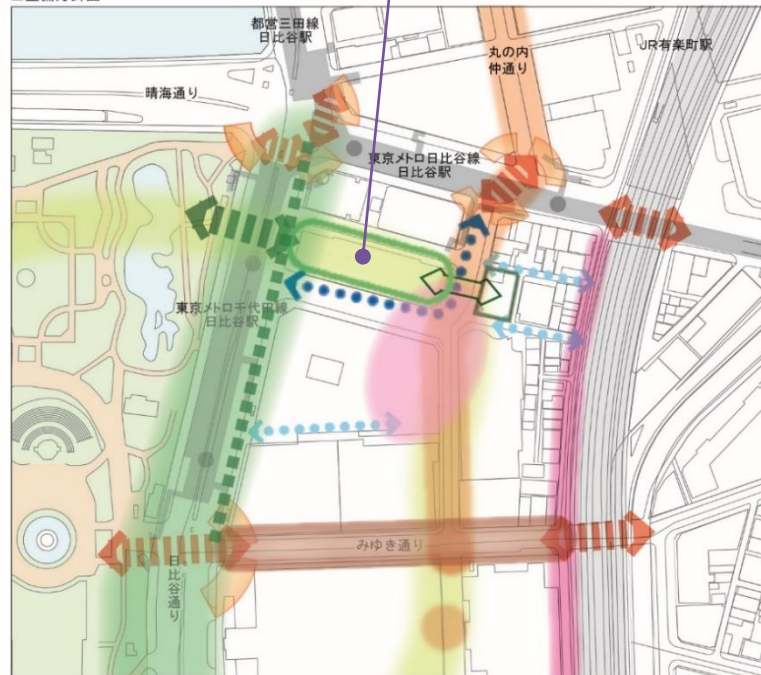 都営三田線
日比谷駅
丸の内
仲通り
JR有楽町駅
晴海通り
東京メトロ日比谷線
日比谷駅
東京メトロ千代田線
日比谷駅
みゆき通り
日比谷通り